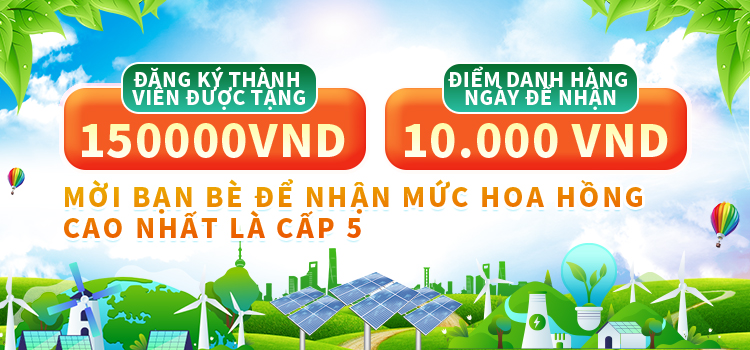 ĐĂNG KÝ THÀNH
VIÊN ĐƯỢC TẶNG
150000VND
ĐIỂM DANH HÀNG
NGÀY ĐỂ NHẬN
10.000 VND
MỜI BẠN BÈ ĐỂ NHẬN MỨC HOA HỒNG
CAO NHẤT LÀ CẤP 5